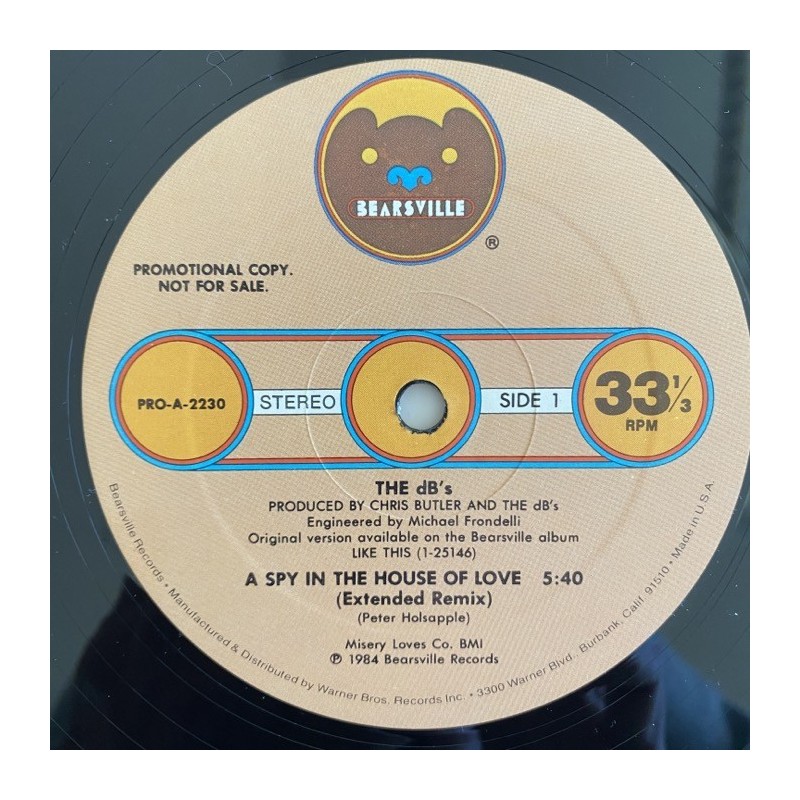 BEARSVILLE
®
PROMOTIONAL COPY.
NOT FOR SALE.
PRO-A-2230
STEREO
SIDE 1
33 1/3
RPM
THE dB's
PRODUCED BY CHRIS BUTLER AND THE dB's
Engineered by Michael Frondelli
Original version available on the Bearsville album
LIKE THIS (1-25146)
A SPY IN THE HOUSE OF LOVE 5:40
(Extended Remix)
(Peter Holsapple)
Misery Loves Co. BMI
℗ 1984 Bearsville Records
Bearsville Records • Manufactured & Distributed by Warner Bros. Records Inc. • 3300 Warner Blvd., Burbank, Calif. 91510 • Made in U.S.A.